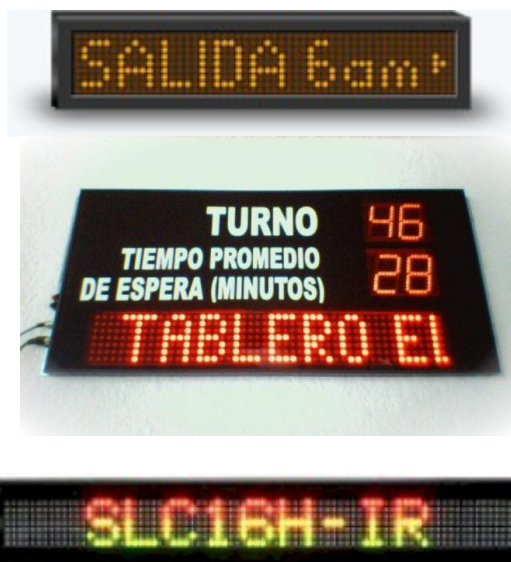 SALIDA 6am
TURNO 46
TIEMPO PROMEDIO
DE ESPERA (MINUTOS) 28
TABLERO El
SLC16H-IR